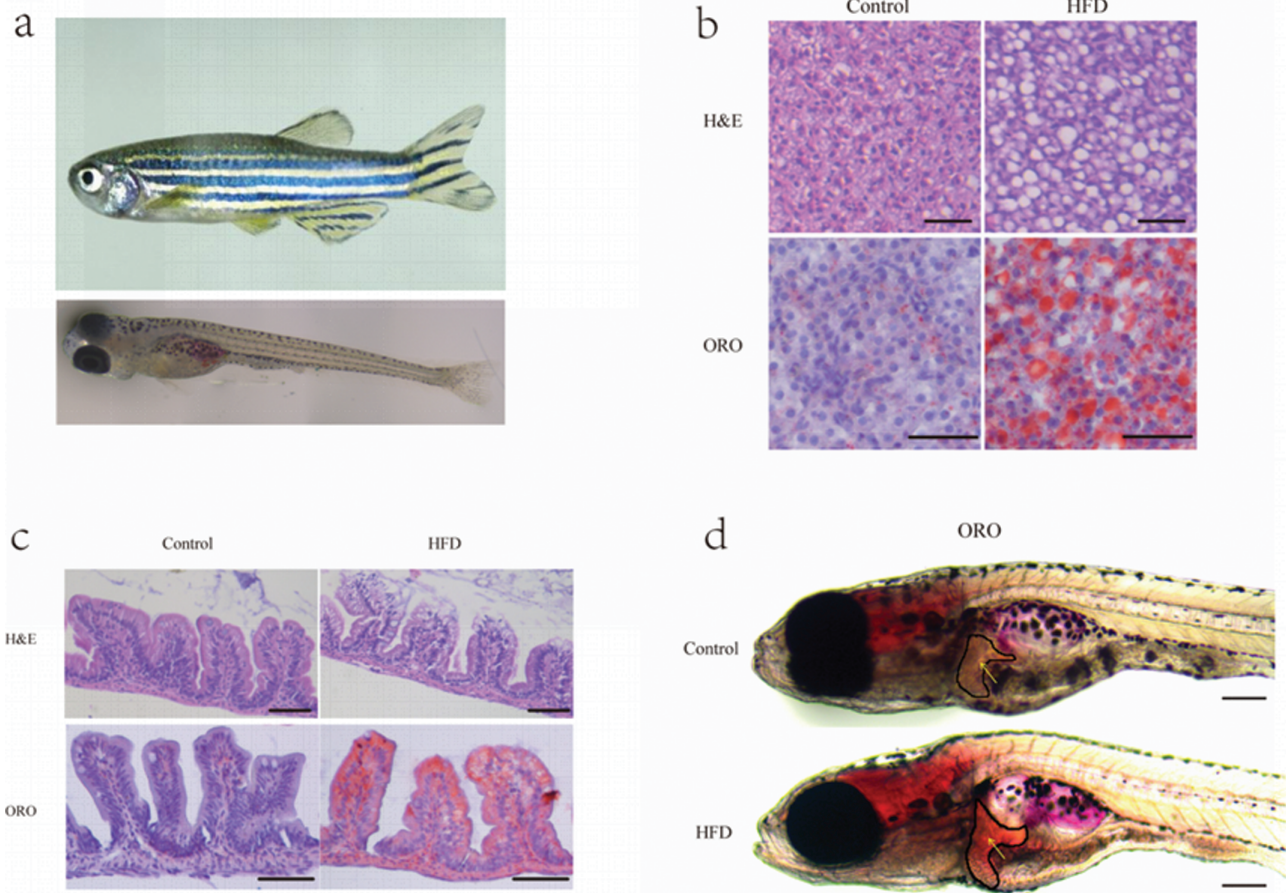 a
b
Control HFD
H&E
ORO
c
Control HFD
H&E
ORO
d
ORO
Control
HFD